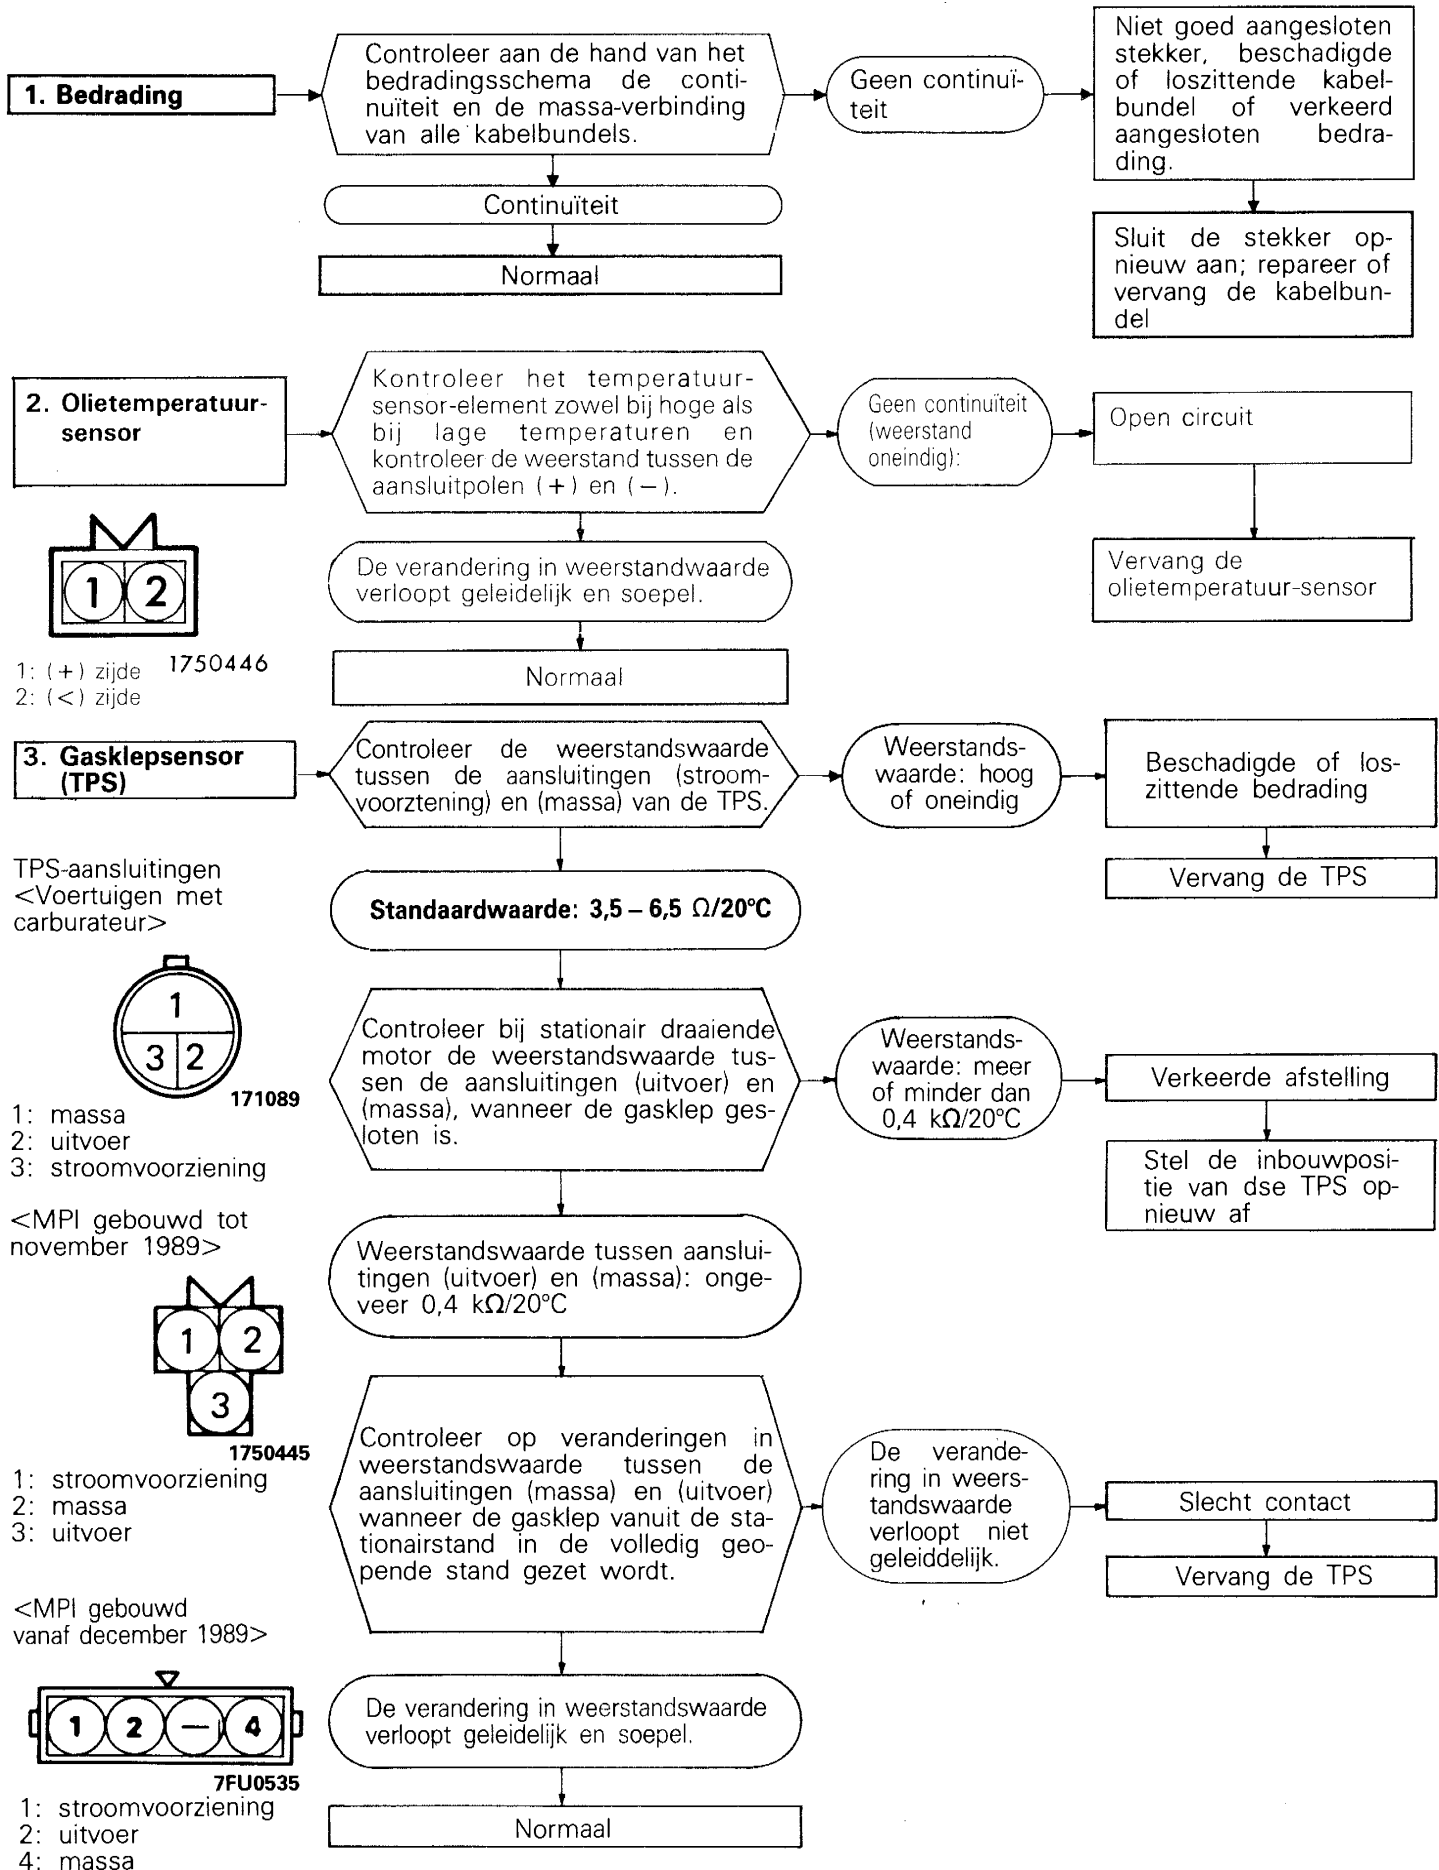 1. Bedrading
Controleer aan de hand van het
bedradingsschema de conti-
nuïteit en de massa-verbinding
van alle kabelbundels.
Geen continuï-
teit
Niet goed aangesloten
stekker, beschadigde
of loszittende kabel-
bundel of verkeerd
aangesloten bedra-
ding.
Continuïteit
Normaal
Sluit de stekker op-
nieuw aan; repareer of
vervang de kabelbun-
del
2. Olietemperatuur-
sensor
Kontroleer het temperatuur-
sensor-element zowel bij hoge als
bij lage temperaturen en
kontroleer de weerstand tussen de
aansluitpolen (+) en (−).
Geen continuïteit
(weerstand
oneindig):
Open circuit
1 2
1750446
1: (+) zijde
2: (<) zijde
De verandering in weerstandwaarde
verloopt geleidelijk en soepel.
Normaal
Vervang de
olietemperatuur-sensor
3. Gasklepsensor
(TPS)
Controleer de weerstandswaarde
tussen de aansluitingen (stroom-
voorztening) en (massa) van de TPS.
Weerstands-
waarde: hoog
of oneindig
Beschadigde of los-
zittende bedrading
Vervang de TPS
TPS-aansluitingen
<Voertuigen met
carburateur>
Standaardwaarde: 3,5 – 6,5 Ω/20°C
1
3 2
171089
1: massa
2: uitvoer
3: stroomvoorziening
Controleer bij stationair draaiende
motor de weerstandswaarde tus-
sen de aansluitingen (uitvoer) en
(massa), wanneer de gasklep ges-
loten is.
Weerstands-
waarde: meer
of minder dan
0,4 kΩ/20°C
Verkeerde afstelling
Stel de inbouwposi-
tie van dse TPS op-
nieuw af
<MPI gebouwd tot
november 1989>
1 2
3
1750445
1: stroomvoorziening
2: massa
3: uitvoer
Weerstandswaarde tussen aanslui-
tingen (uitvoer) en (massa): onge-
veer 0,4 kΩ/20°C
Controleer op veranderingen in
weerstandswaarde tussen de
aansluitingen (massa) en (uitvoer)
wanneer de gasklep vanuit de sta-
tionairstand in de volledig geo-
pende stand gezet wordt.
De verande-
ring in weers-
tandswaarde
verloopt niet
geleiddelijk.
Slecht contact
Vervang de TPS
<MPI gebouwd
vanaf december 1989>
1 2 — 4
7FU0535
1: stroomvoorziening
2: uitvoer
4: massa
De verandering in weerstandswaarde
verloopt geleidelijk en soepel.
Normaal